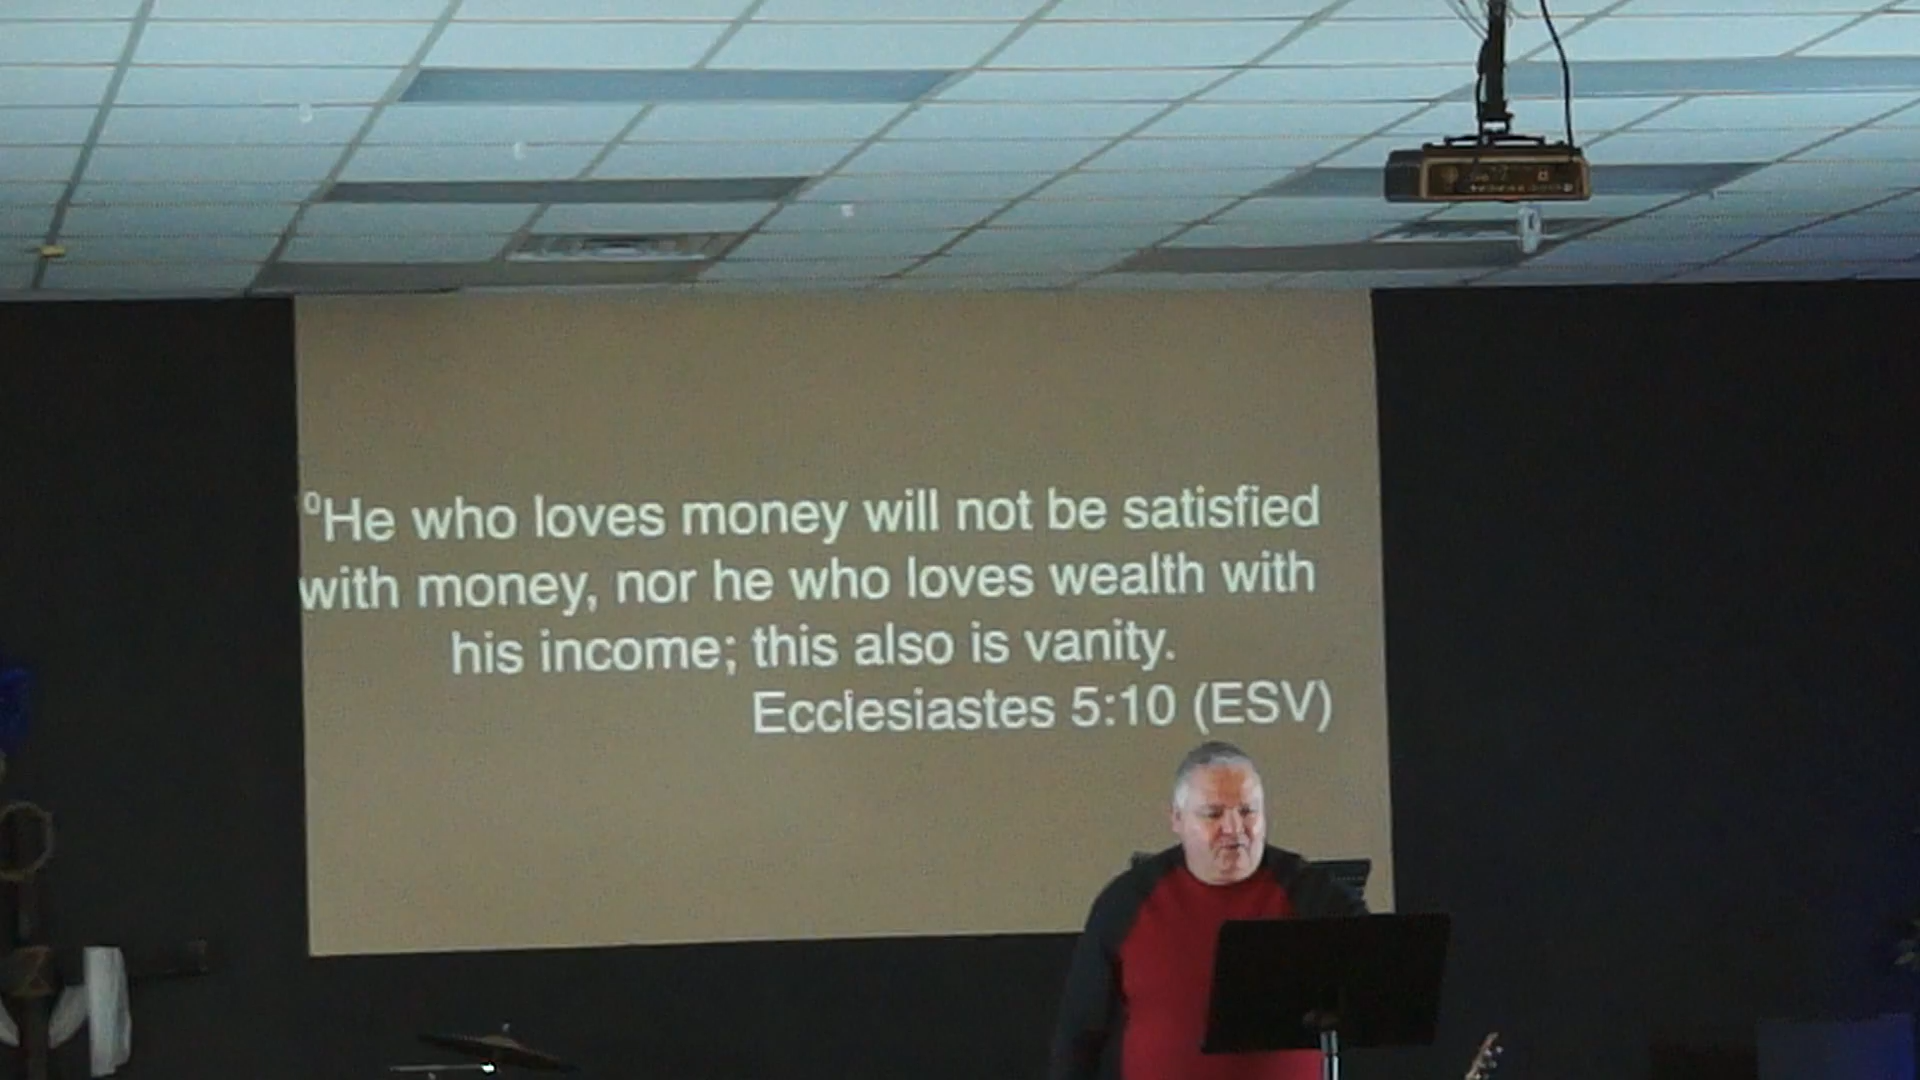 ⁰He who loves money will not be satisfied
with money, nor he who loves wealth with
his income; this also is vanity.
Ecclesiastes 5:10 (ESV)